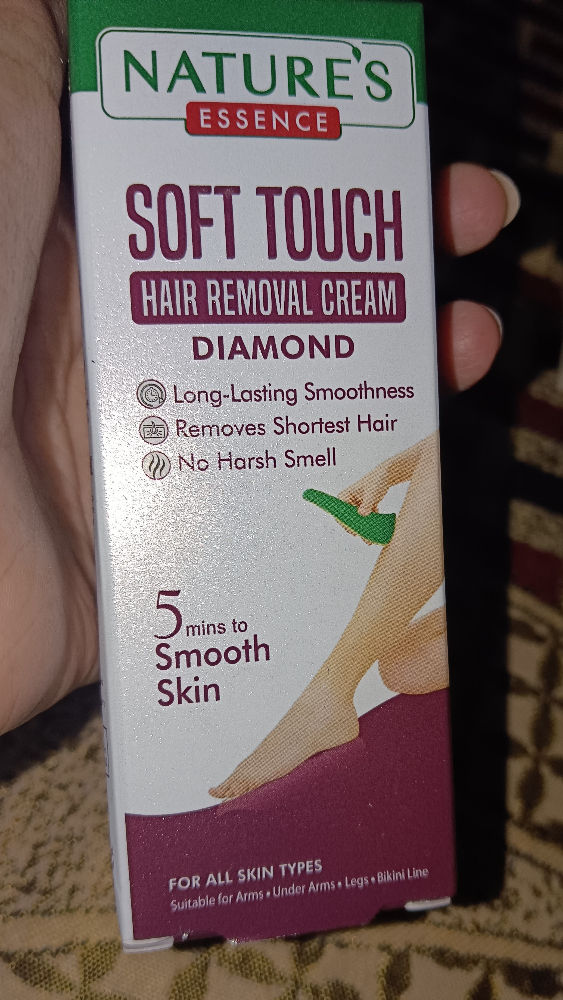 NATURE'S
ESSENCE
SOFT TOUCH
HAIR REMOVAL CREAM
DIAMOND
Long-Lasting Smoothness
Removes Shortest Hair
No Harsh Smell
5 mins to
Smooth
Skin
FOR ALL SKIN TYPES
Suitable for Arms • Under Arms • Legs • Bikini Line